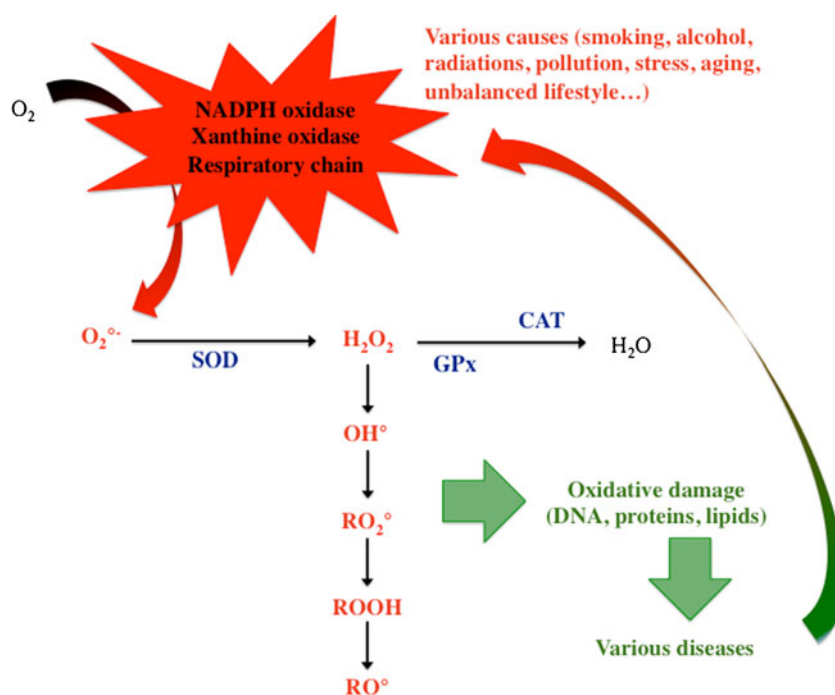 Various causes (smoking, alcohol,
radiations, pollution, stress, aging,
unbalanced lifestyle…)
O₂
NADPH oxidase
Xanthine oxidase
Respiratory chain
O₂°-
SOD
H₂O₂
CAT
GPx
H₂O
OH°
RO₂°
Oxidative damage
(DNA, proteins, lipids)
ROOH
Various diseases
RO°